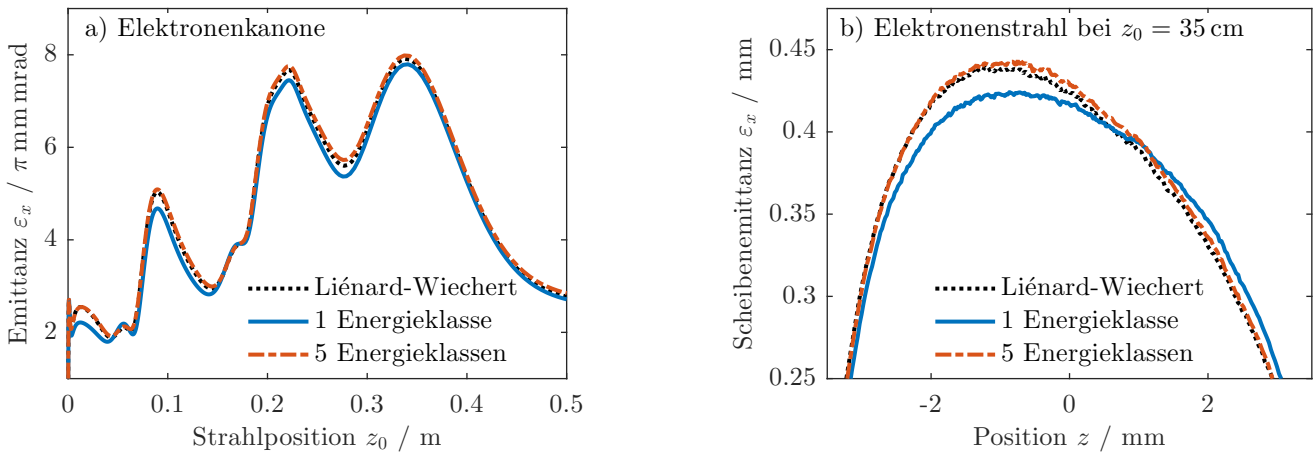 a) Elektronenkanone
8
6
4
2
Emittanz εₓ / π mm mrad
Liénard-Wiechert
1 Energieklasse
5 Energieklassen
0 0.1 0.2 0.3 0.4 0.5
Strahlposition z₀ / m
b) Elektronenstrahl bei z₀ = 35 cm
0.45
0.4
0.35
0.3
0.25
Scheibenemittanz εₓ / mm
Liénard-Wiechert
1 Energieklasse
5 Energieklassen
-2 0 2
Position z / mm